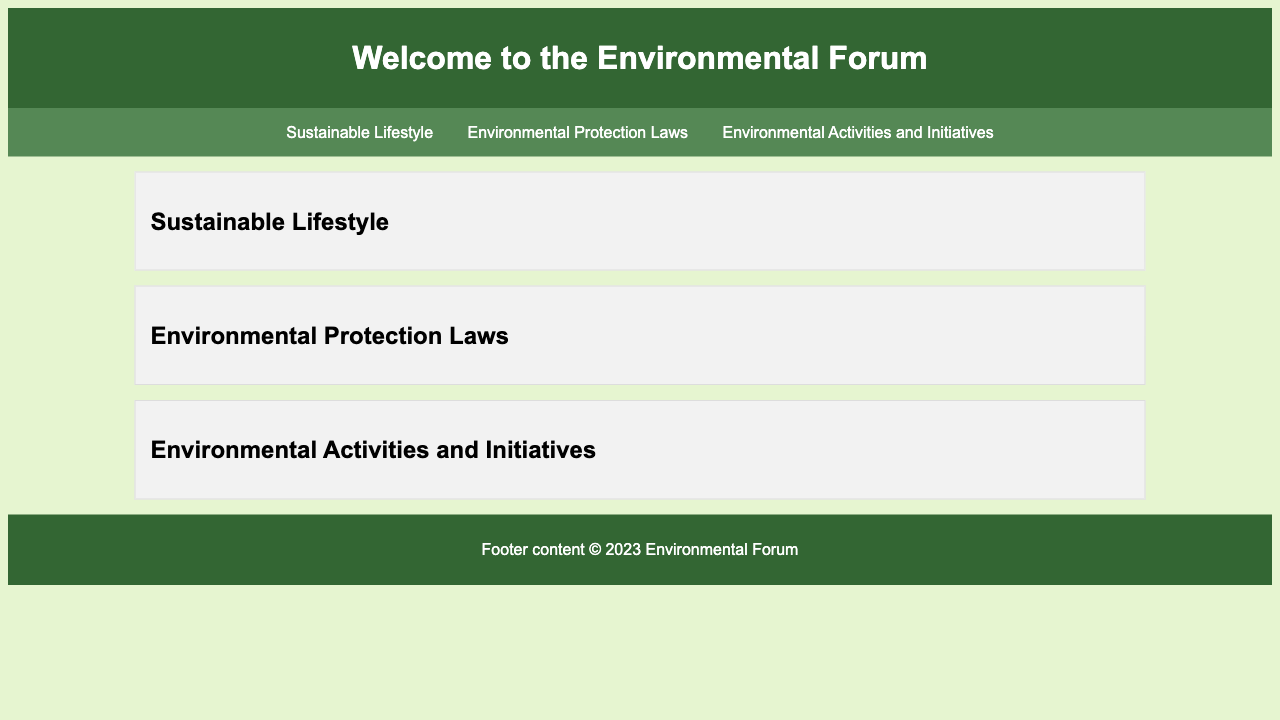 Welcome to the Environmental Forum
Sustainable Lifestyle Environmental Protection Laws Environmental Activities and Initiatives
Sustainable Lifestyle
Environmental Protection Laws
Environmental Activities and Initiatives
Footer content © 2023 Environmental Forum